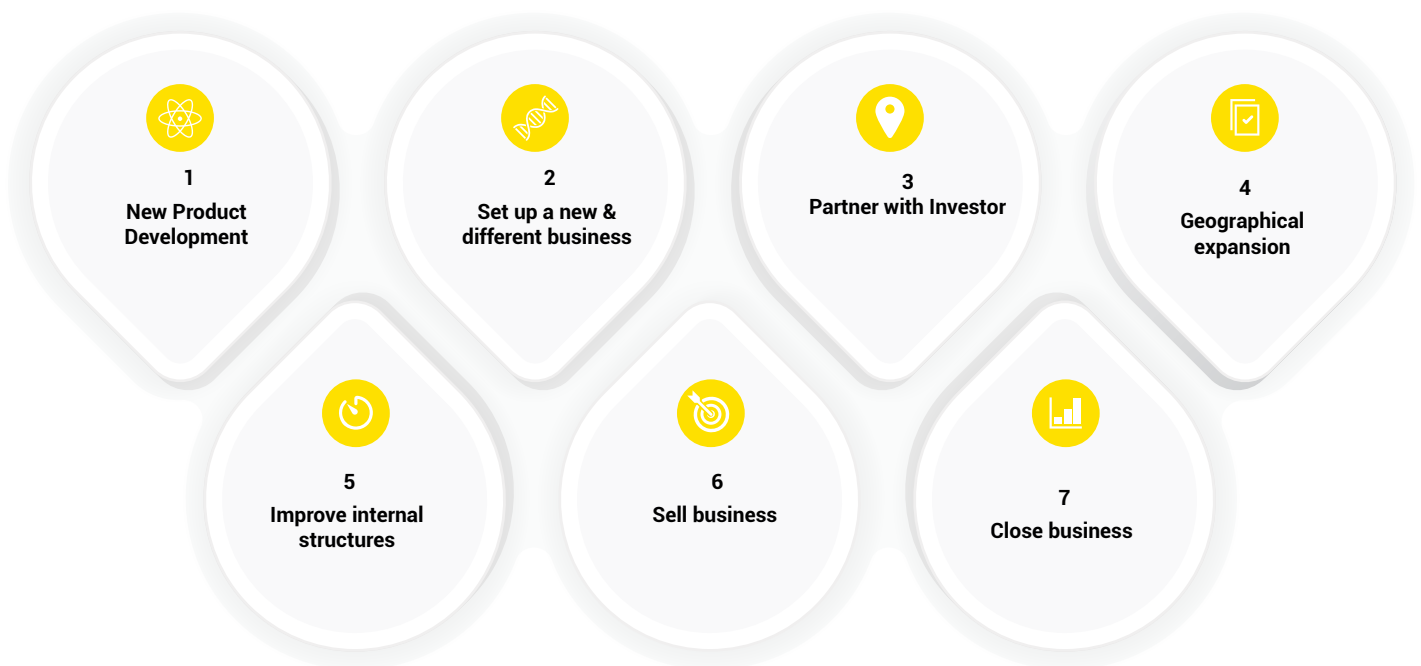 1
New Product
Development
2
Set up a new &
different business
3
Partner with Investor
4
Geographical
expansion
5
Improve internal
structures
6
Sell business
7
Close business